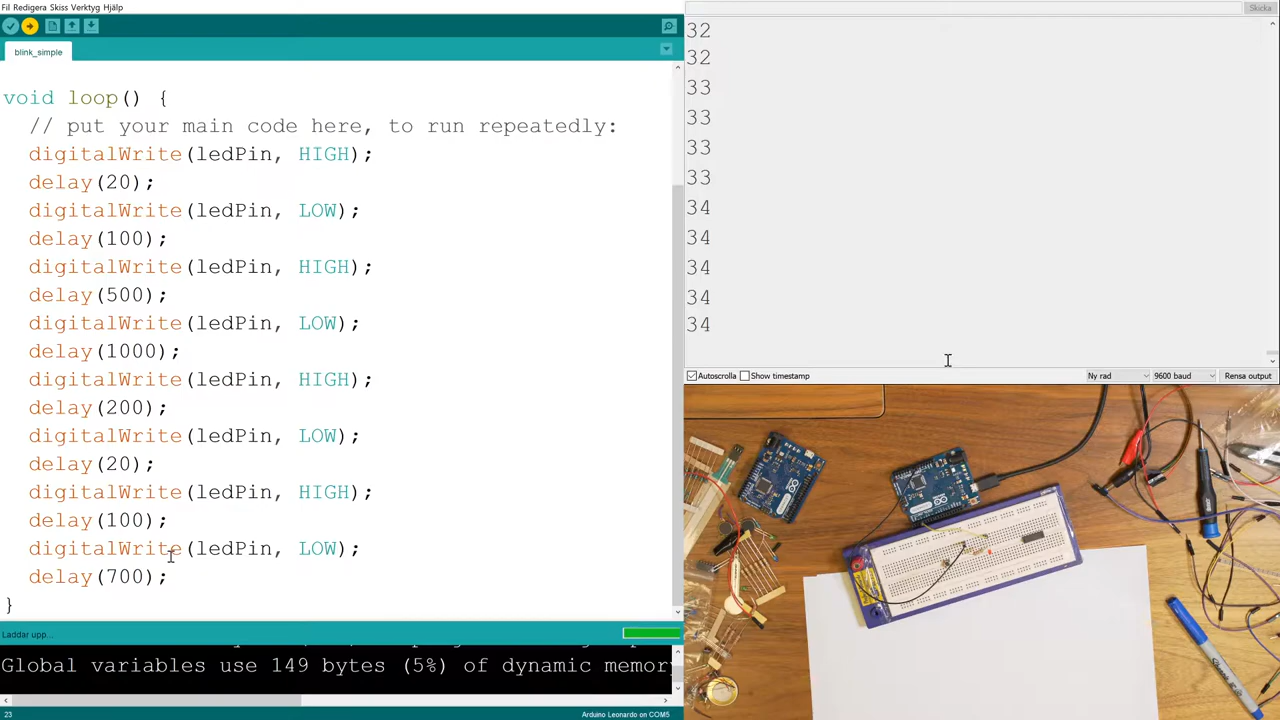 Fil Redigera Skiss Verktyg Hjälp
blink_simple
void loop() {
// put your main code here, to run repeatedly:
digitalWrite(ledPin, HIGH);
delay(20);
digitalWrite(ledPin, LOW);
delay(100);
digitalWrite(ledPin, HIGH);
delay(500);
digitalWrite(ledPin, LOW);
delay(1000);
digitalWrite(ledPin, HIGH);
delay(200);
digitalWrite(ledPin, LOW);
delay(20);
digitalWrite(ledPin, HIGH);
delay(100);
digitalWrite(ledPin, LOW);
delay(700);
}
Laddar upp...
Global variables use 149 bytes (5%) of dynamic memory
23
Arduino Leonardo on COM5
Skicka
32
32
33
33
33
33
34
34
34
34
34
Autoscrolla Show timestamp
Ny rad
9600 baud
Rensa output